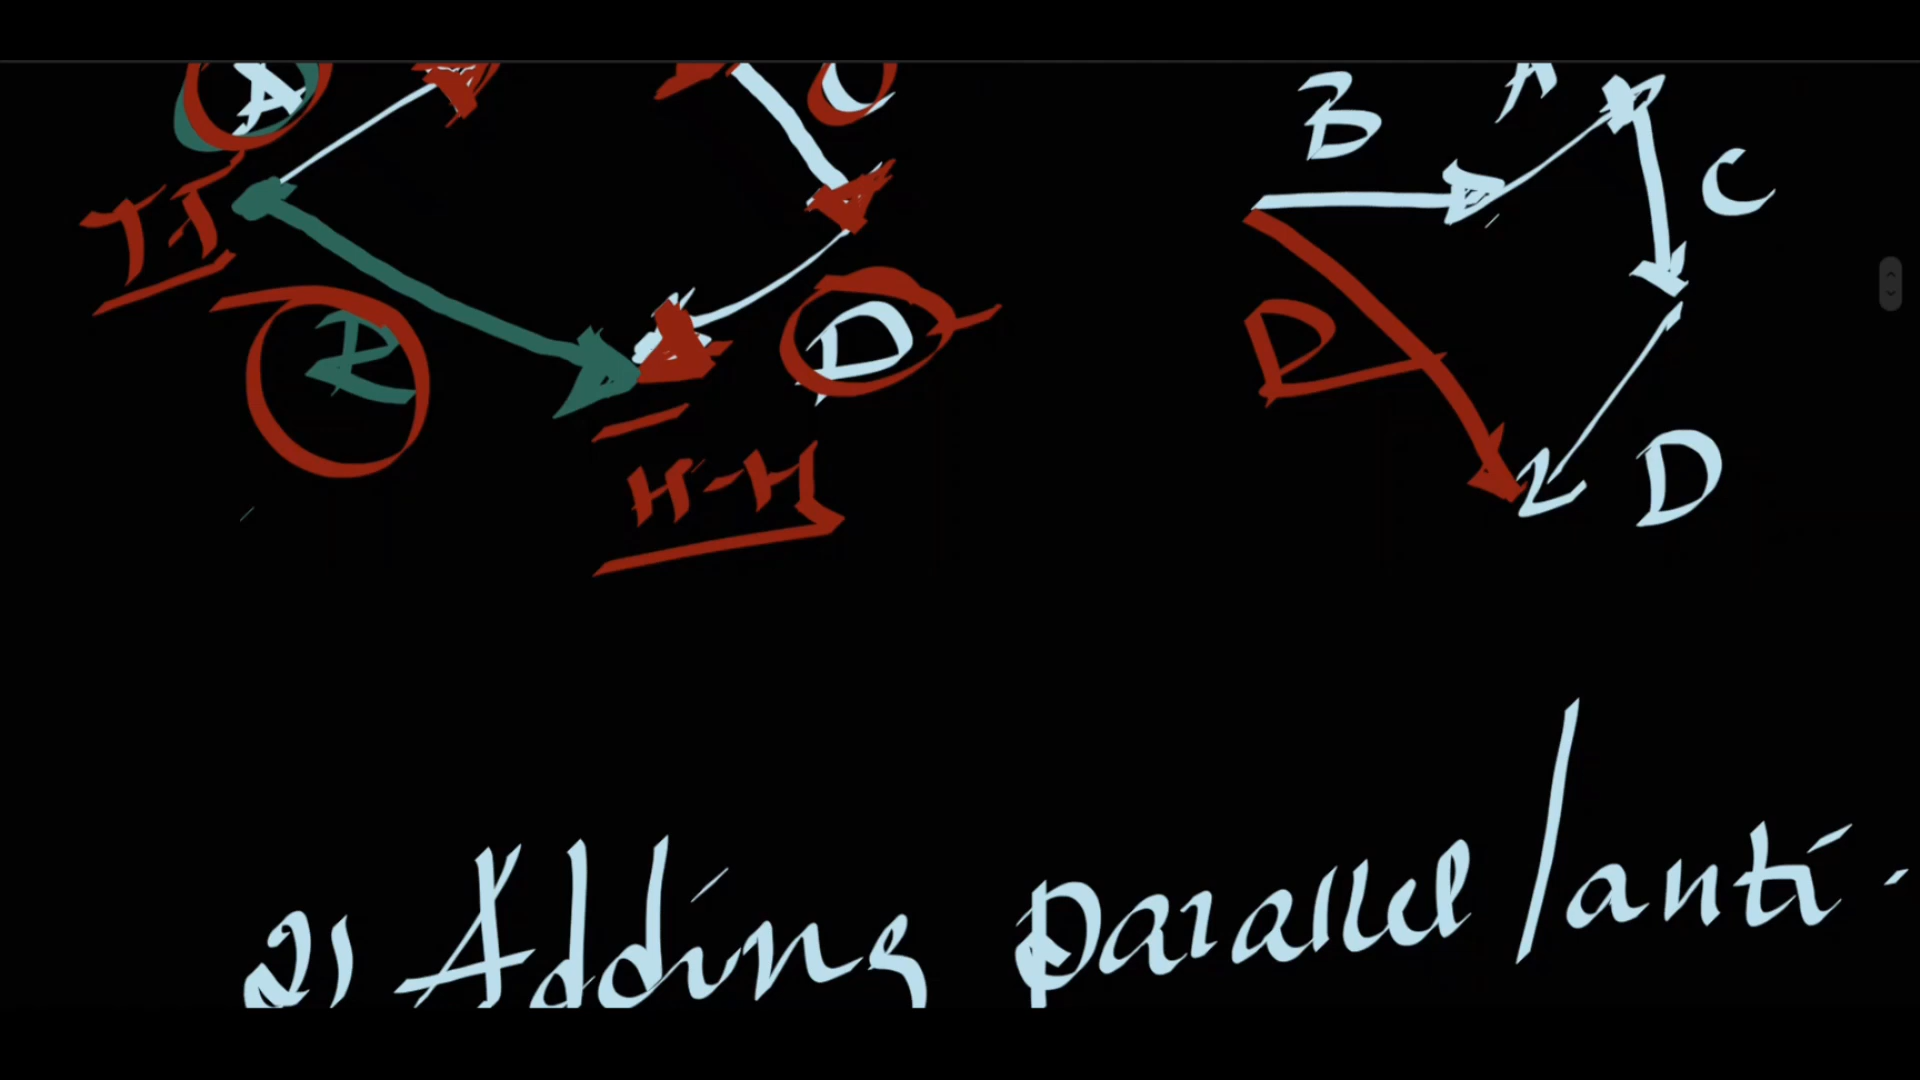 A C
B A
T-T
C
R D
R
H-H D
2) Adding parallel/anti-